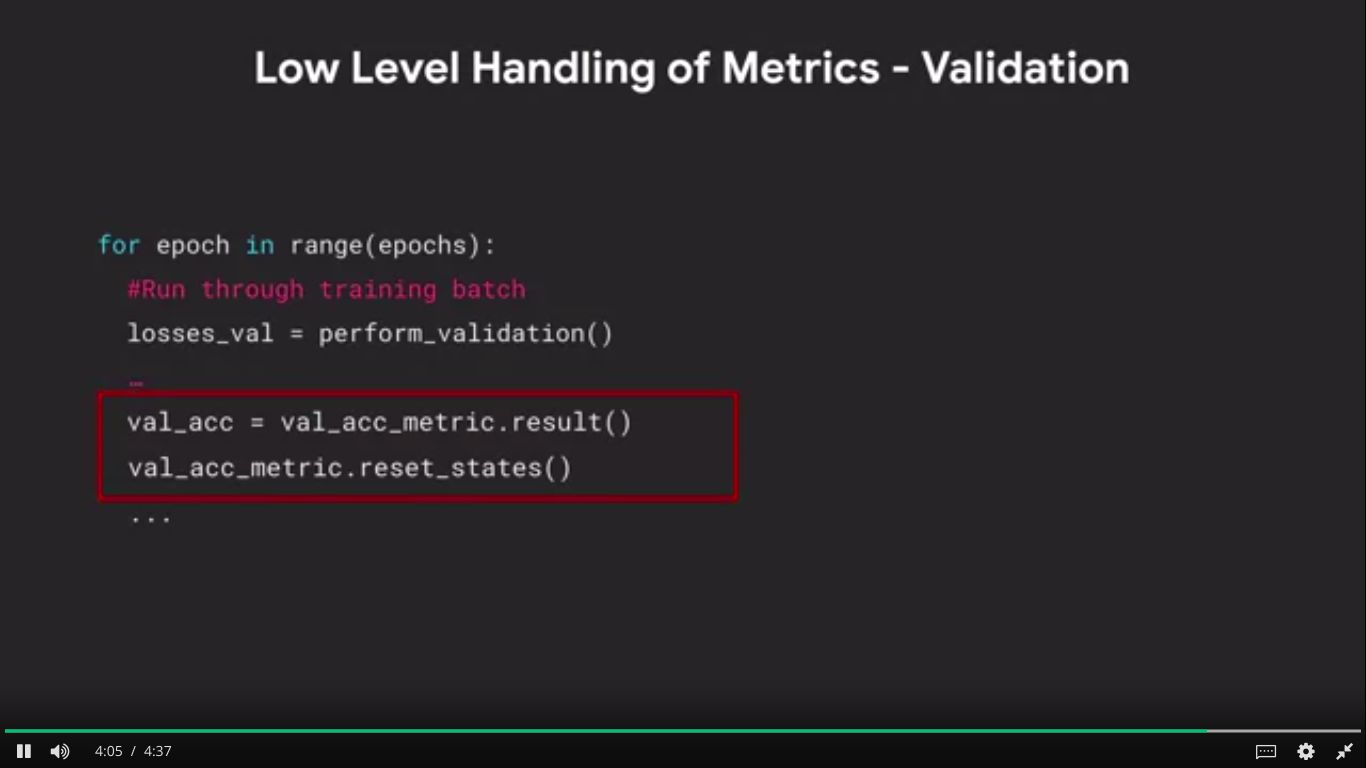 Low Level Handling of Metrics - Validation
for epoch in range(epochs):
#Run through training batch
losses_val = perform_validation()
…
val_acc = val_acc_metric.result()
val_acc_metric.reset_states()
...
4:05 / 4:37